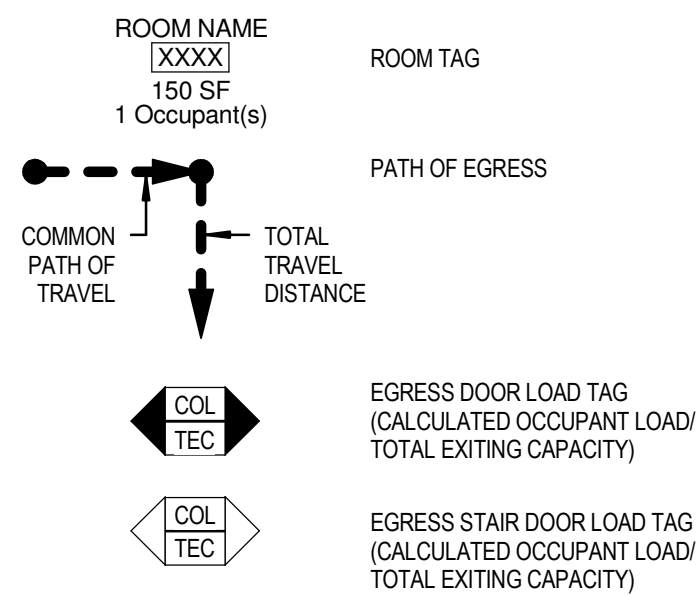 ROOM NAME
XXXX
150 SF
1 Occupant(s)
ROOM TAG
PATH OF EGRESS
COMMON
PATH OF
TRAVEL
TOTAL
TRAVEL
DISTANCE
COL
TEC
EGRESS DOOR LOAD TAG
(CALCULATED OCCUPANT LOAD/
TOTAL EXITING CAPACITY)
COL
TEC
EGRESS STAIR DOOR LOAD TAG
(CALCULATED OCCUPANT LOAD/
TOTAL EXITING CAPACITY)